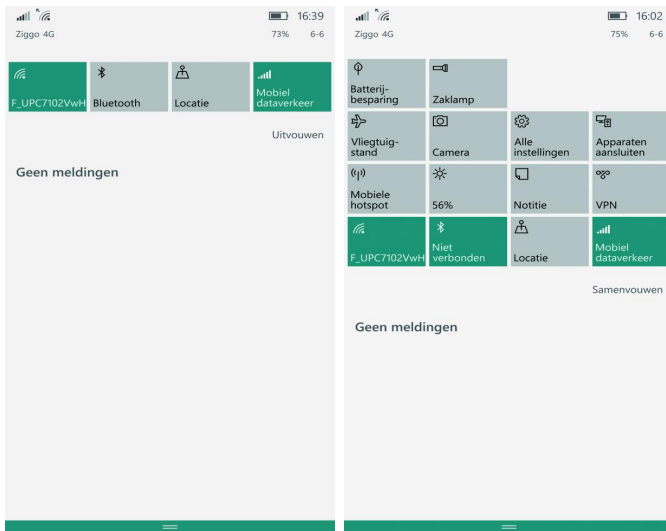 16:39
Ziggo 4G
73% 6-6
F_UPC7102VwH
Bluetooth
Locatie
Mobiel
dataverkeer
Uitvouwen
Geen meldingen
16:02
Ziggo 4G
75% 6-6
Batterij-
besparing
Zaklamp
Vliegtuig-
stand
Camera
Alle
instellingen
Apparaten
aansluiten
Mobiele
hotspot
56%
Notitie
VPN
F_UPC7102VwH
Niet
verbonden
Locatie
Mobiel
dataverkeer
Samenvouwen
Geen meldingen